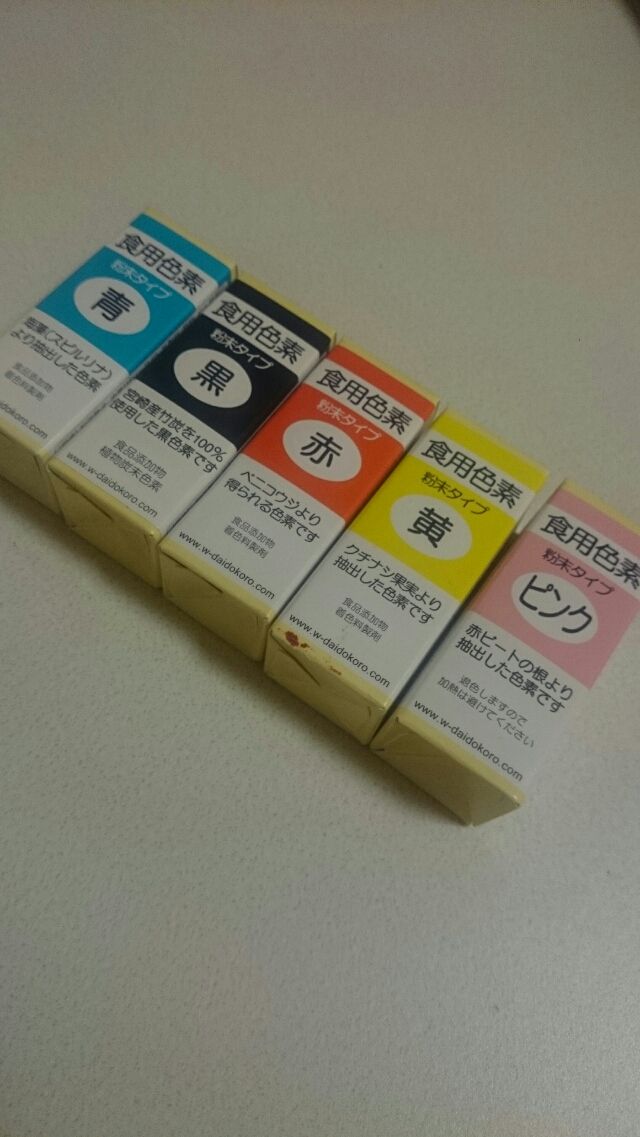 食用色素
粉末タイプ
青
藍藻(スピルリナ)
より抽出した色素
食品添加物
着色料製剤
daidokoro.com
食用色素
粉末タイプ
黒
宮崎産竹炭を100%
使用した黒色素です
食品添加物
植物炭末色素
www.w-daidokoro.com
食用色素
粉末タイプ
赤
ベニコウジより
得られる色素です
食品添加物
着色料製剤
www.w-daidokoro.com
食用色素
粉末タイプ
黄
クチナシ果実より
抽出した色素です
食品添加物
着色料製剤
www.w-daidokoro.com
食用色素
粉末タイプ
ピンク
赤ビートの根より
抽出した色素です
退色しますので
加熱は避けてください
www.w-daidokoro.com